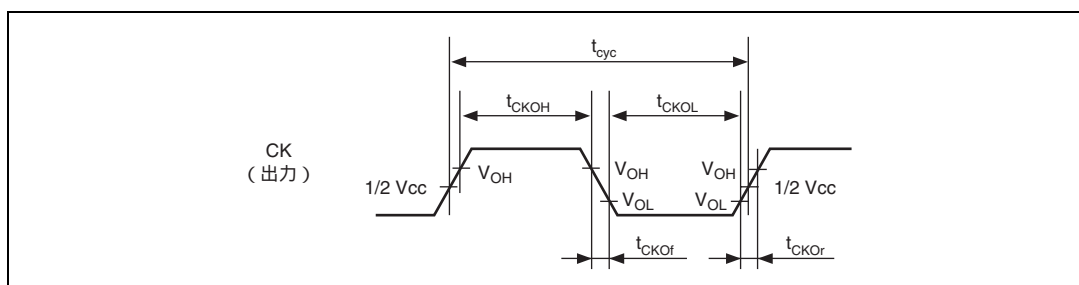 tcyc
tCKOH
tCKOL
CK
(出力)
1/2 Vcc
VOH
VOH
VOL
VOH
VOL
1/2 Vcc
tCKOf
tCKOr